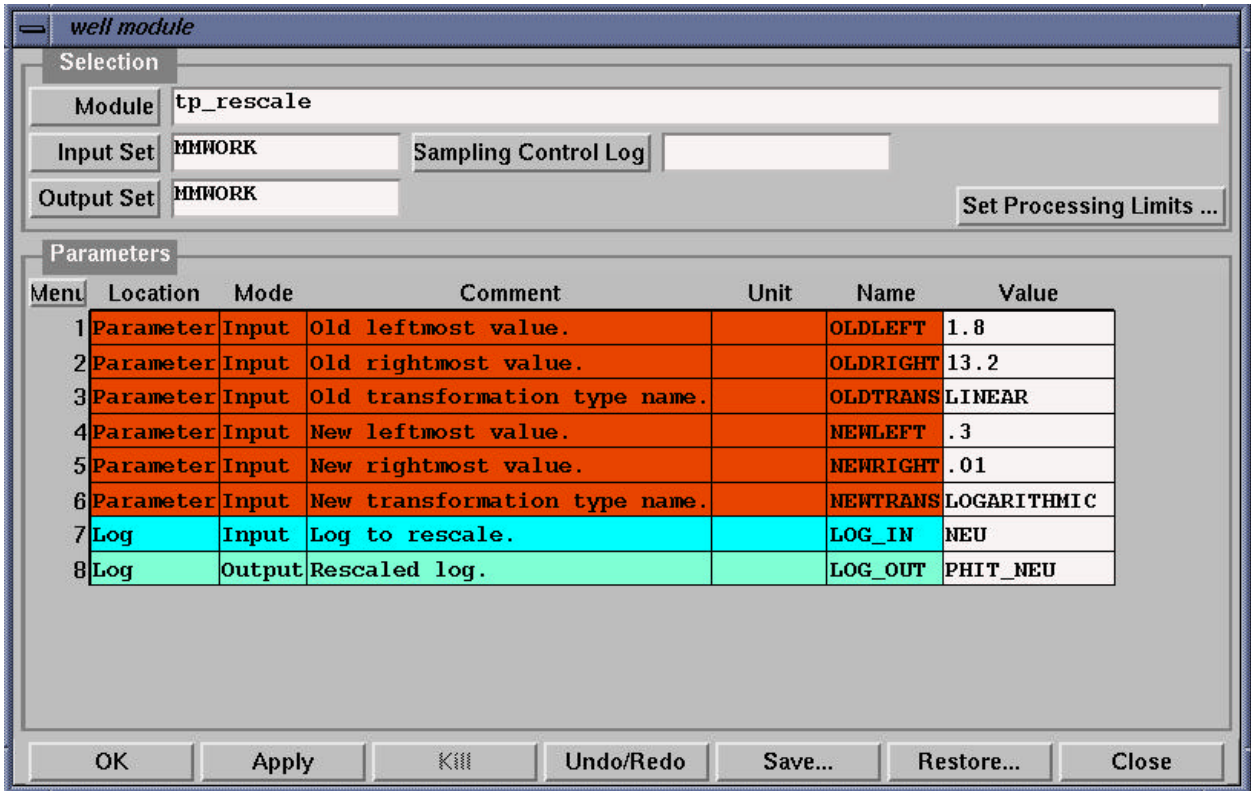 well module
Selection
Module tp_rescale
Input Set MMWORK Sampling Control Log
Output Set MMWORK Set Processing Limits ...
Parameters
Menu Location Mode Comment Unit Name Value
1 Parameter Input Old leftmost value. OLDLEFT 1.8
2 Parameter Input Old rightmost value. OLDRIGHT 13.2
3 Parameter Input Old transformation type name. OLDTRANS LINEAR
4 Parameter Input New leftmost value. NEWLEFT .3
5 Parameter Input New rightmost value. NEWRIGHT .01
6 Parameter Input New transformation type name. NEWTRANS LOGARITHMIC
7 Log Input Log to rescale. LOG_IN NEU
8 Log Output Rescaled log. LOG_OUT PHIT_NEU
OK Apply Kill Undo/Redo Save... Restore... Close